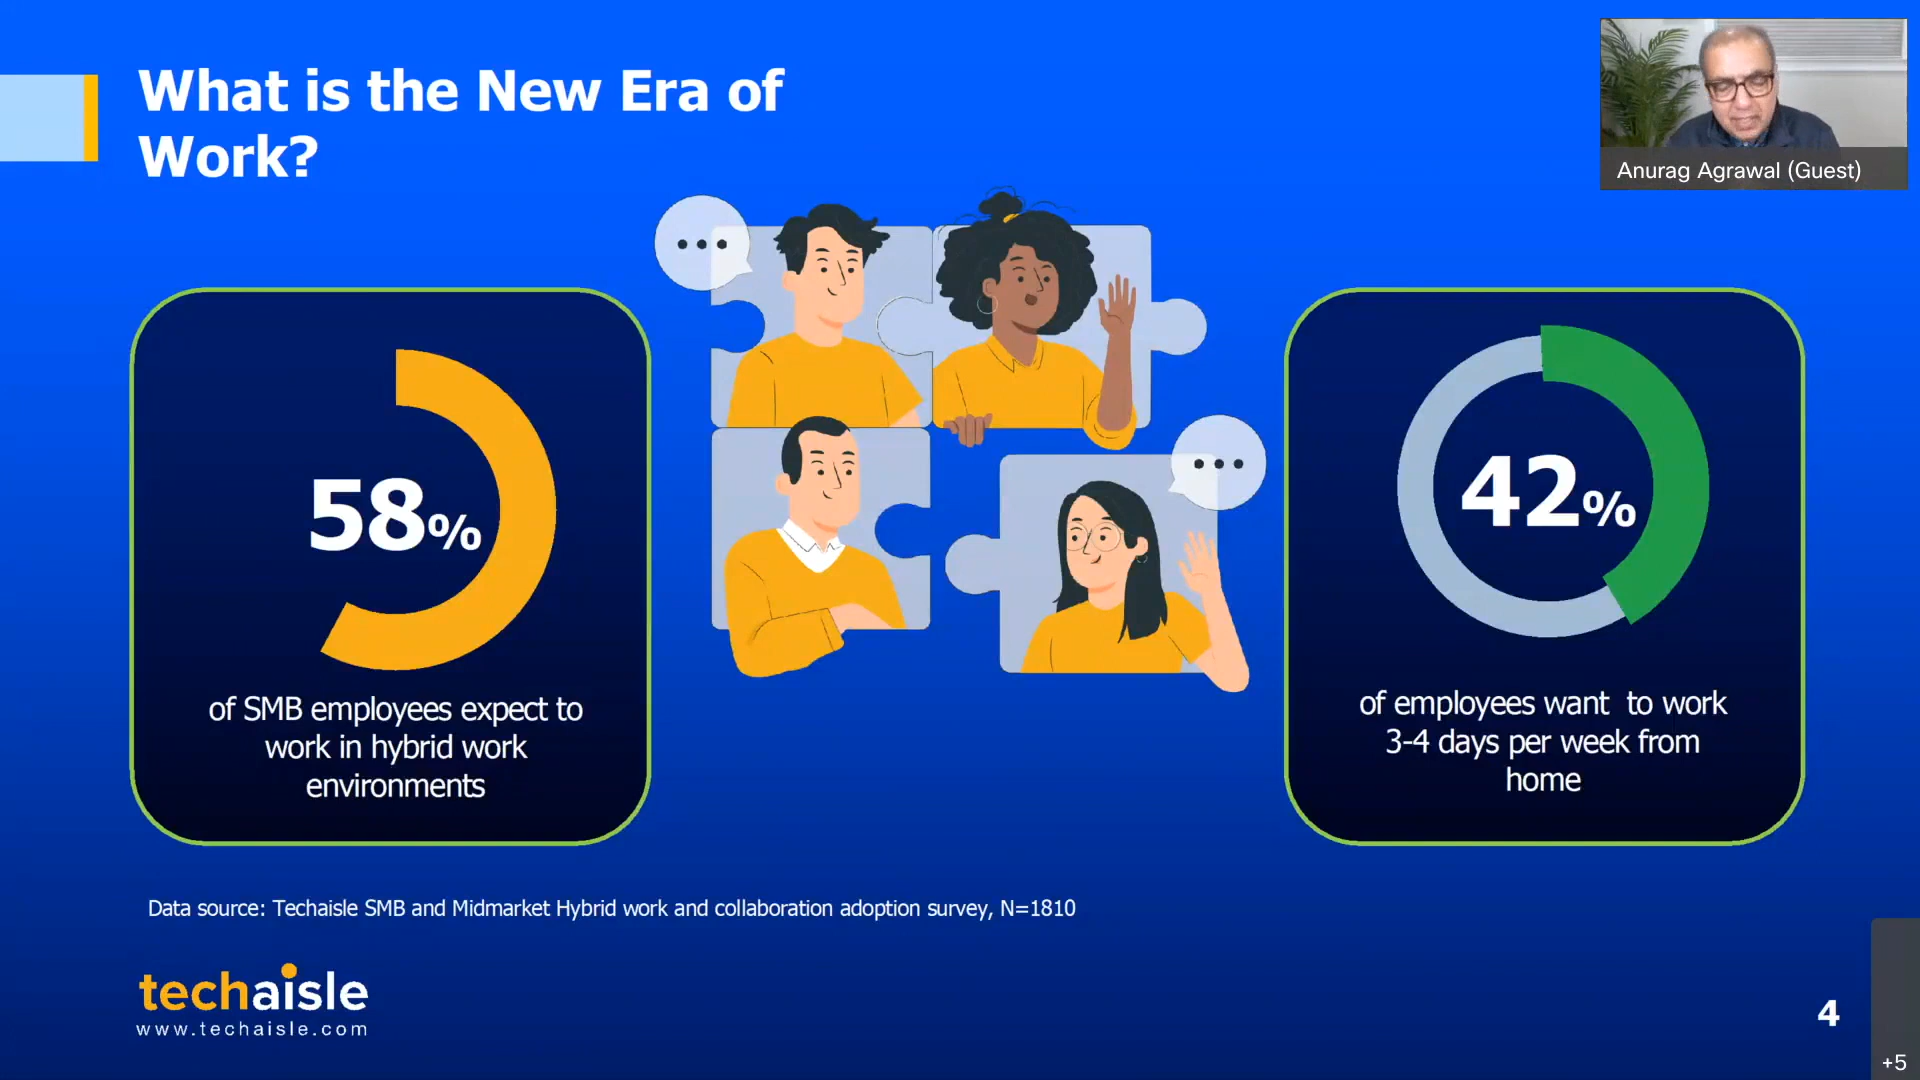 What is the New Era of
Work?
Anurag Agrawal (Guest)
58%
of SMB employees expect to
work in hybrid work
environments
42%
of employees want  to work
3-4 days per week from
home
Data source: Techaisle SMB and Midmarket Hybrid work and collaboration adoption survey, N=1810
techaisle
www.techaisle.com
4
+5